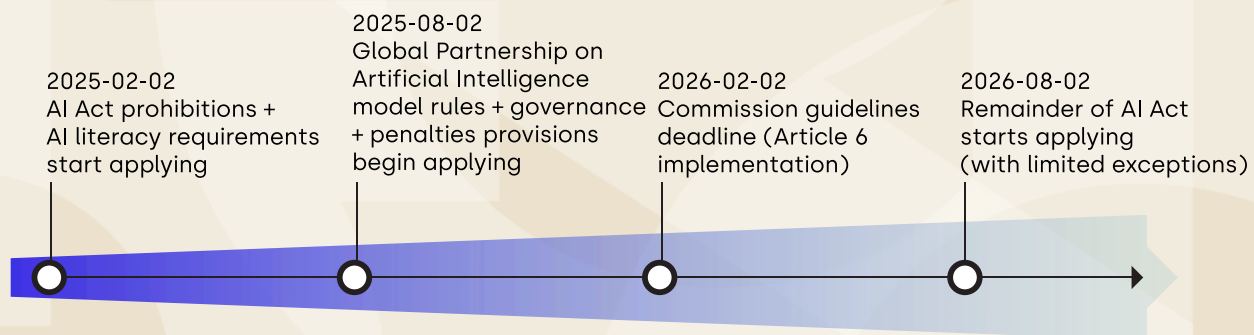 2025-02-02
AI Act prohibitions +
AI literacy requirements
start applying
2025-08-02
Global Partnership on
Artificial Intelligence
model rules + governance
+ penalties provisions
begin applying
2026-02-02
Commission guidelines
deadline (Article 6
implementation)
2026-08-02
Remainder of AI Act
starts applying
(with limited exceptions)